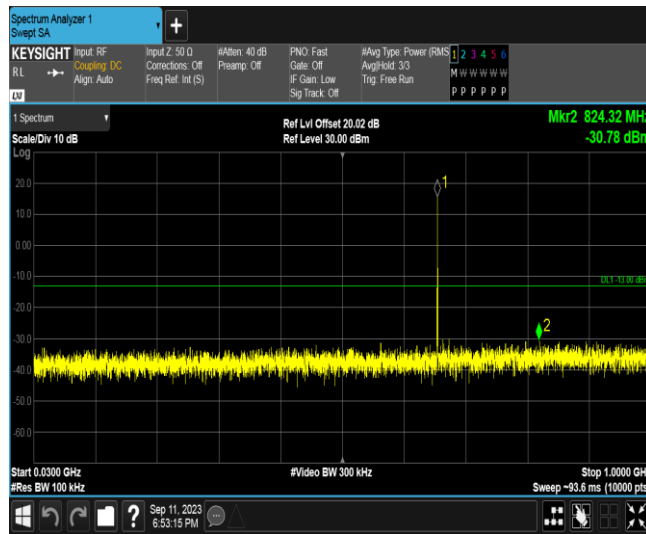 Spectrum Analyzer 1
Swept SA
+
KEYSIGHT
RL
LXI
Input: RF
Coupling: DC
Align: Auto
Input Z: 50 Ω
Corrections: Off
Freq Ref: Int (S)
#Atten: 40 dB
Preamp: Off
PNO: Fast
Gate: Off
IF Gain: Low
Sig Track: Off
#Avg Type: Power (RMS
Avg|Hold: 3/3
Trig: Free Run
1 2 3 4 5 6
M W W W W W
P P P P P P
1 Spectrum
Scale/Div 10 dB
Log
Ref Lvl Offset 20.02 dB
Ref Level 30.00 dBm
Mkr2 824.32 MHz
-30.78 dBm
20.0
10.0
0.00
-10.0
-20.0
-30.0
-40.0
-50.0
-60.0
1
DL1 -13.00 dBm
2
Start 0.0300 GHz
#Res BW 100 kHz
#Video BW 300 kHz
Stop 1.0000 GHz
Sweep ~93.6 ms (10000 pts)
?
Sep 11, 2023
6:53:15 PM